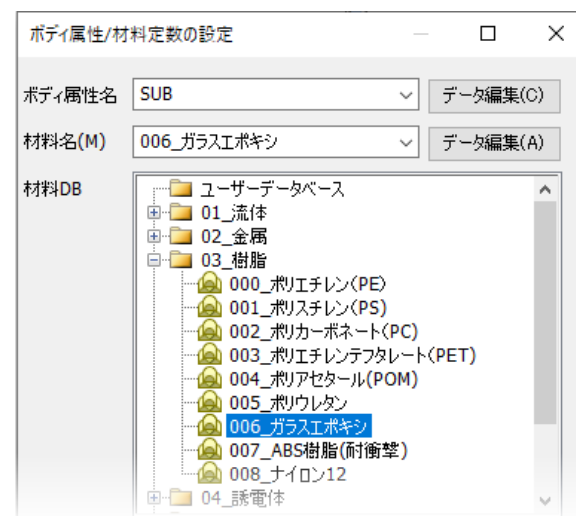 ボディ属性/材料定数の設定
ボディ属性名 SUB データ編集(C)
材料名(M) 006_ガラスエポキシ データ編集(A)
材料DB
ユーザーデータベース
01_流体
02_金属
03_樹脂
000_ポリエチレン(PE)
001_ポリスチレン(PS)
002_ポリカーボネート(PC)
003_ポリエチレンテフタレート(PET)
004_ポリアセタール(POM)
005_ポリウレタン
006_ガラスエポキシ
007_ABS樹脂(耐衝撃)
008_ナイロン12
04_誘電体